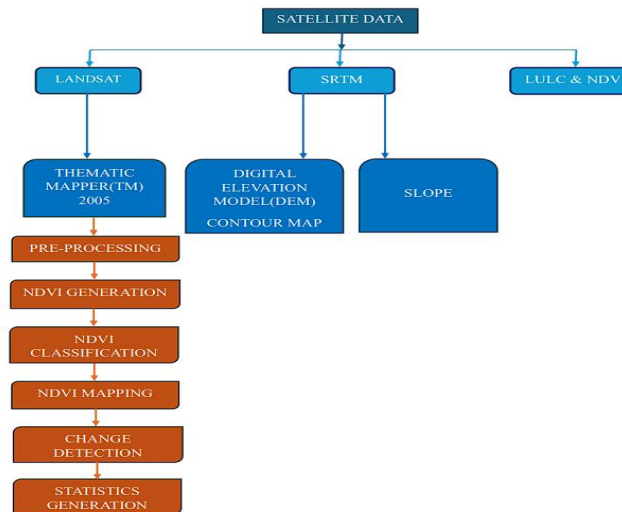 SATELLITE DATA
LANDSAT
SRTM
LULC & NDVI
THEMATIC
MAPPER(TM)
2005
DIGITAL
ELEVATION
MODEL(DEM)
CONTOUR MAP
SLOPE
PRE-PROCESSING
NDVI GENERATION
NDVI
CLASSIFICATION
NDVI MAPPING
CHANGE
DETECTION
STATISTICS
GENERATION